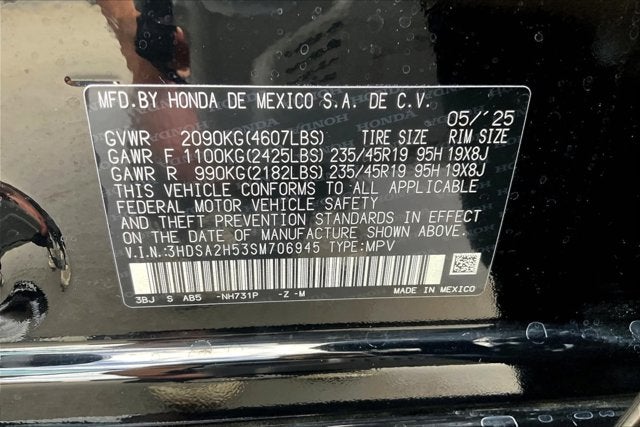 MFD.BY HONDA DE MEXICO S.A. DE C.V.
05/'25
GVWR 2090KG(4607LBS) TIRE SIZE RIM SIZE
GAWR F 1100KG(2425LBS) 235/45R19 95H 19X8J
GAWR R 990KG(2182LBS) 235/45R19 95H 19X8J
THIS VEHICLE CONFORMS TO ALL APPLICABLE
FEDERAL MOTOR VEHICLE SAFETY
AND THEFT PREVENTION STANDARDS IN EFFECT
ON THE DATE OF MANUFACTURE SHOWN ABOVE.
V.I.N.:3HDSA2H53SM706945 TYPE:MPV
3BJ S AB5 -NH731P -Z -M MADE IN MEXICO